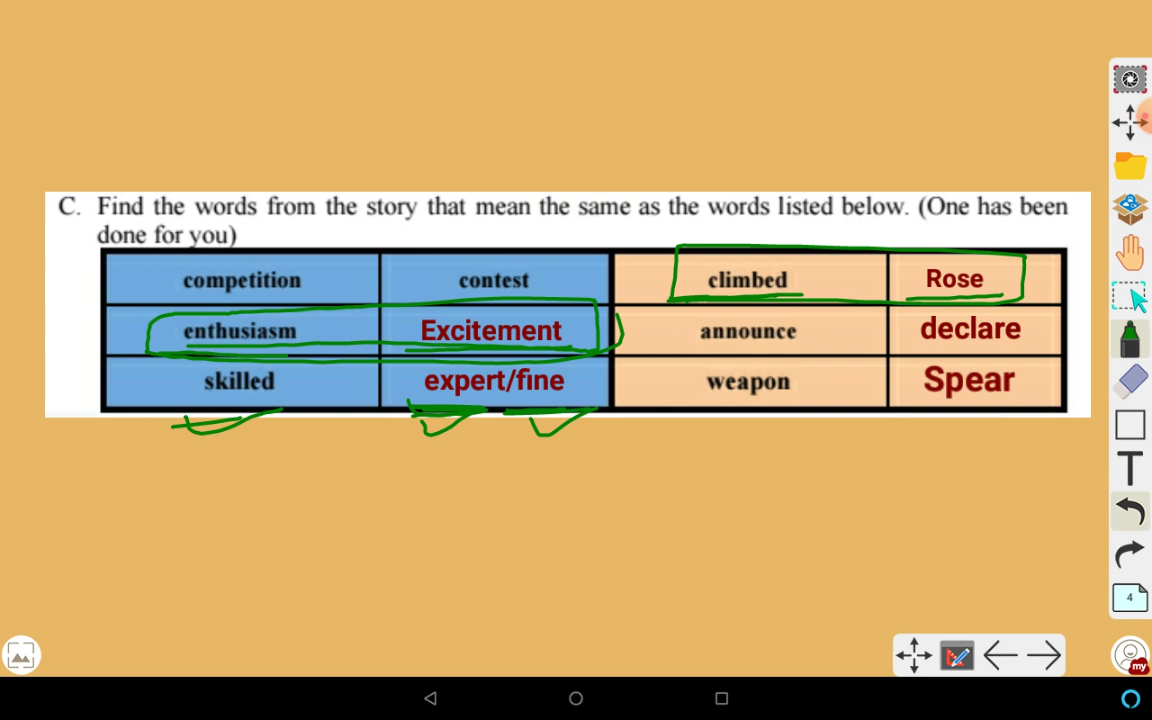 C. Find the words from the story that mean the same as the words listed below. (One has been
done for you)
competition contest climbed Rose
enthusiasm Excitement announce declare
skilled expert/fine weapon Spear
T
4
my